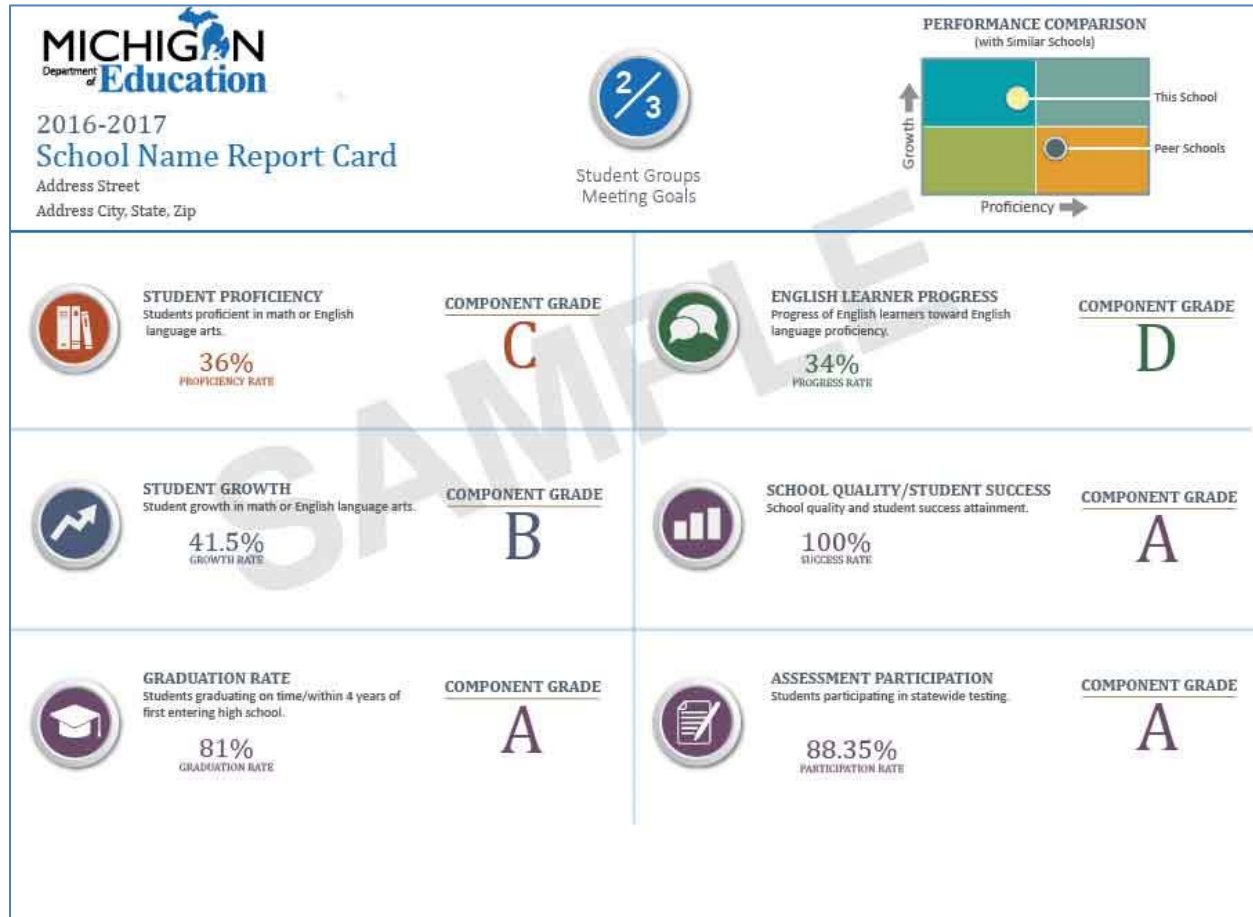 MICHIGAN
Department of Education
2016-2017
School Name Report Card
Address Street
Address City, State, Zip
2/3
Student Groups
Meeting Goals
PERFORMANCE COMPARISON
(with Similar Schools)
Growth
This School
Peer Schools
Proficiency
SAMPLE
STUDENT PROFICIENCY
Students proficient in math or English
language arts.
36%
PROFICIENCY RATE
COMPONENT GRADE
C
ENGLISH LEARNER PROGRESS
Progress of English learners toward English
language proficiency.
34%
PROGRESS RATE
COMPONENT GRADE
D
STUDENT GROWTH
Student growth in math or English language arts.
41.5%
GROWTH RATE
COMPONENT GRADE
B
SCHOOL QUALITY/STUDENT SUCCESS
School quality and student success attainment.
100%
SUCCESS RATE
COMPONENT GRADE
A
GRADUATION RATE
Students graduating on time/within 4 years of
first entering high school.
81%
GRADUATION RATE
COMPONENT GRADE
A
ASSESSMENT PARTICIPATION
Students participating in statewide testing.
88.35%
PARTICIPATION RATE
COMPONENT GRADE
A